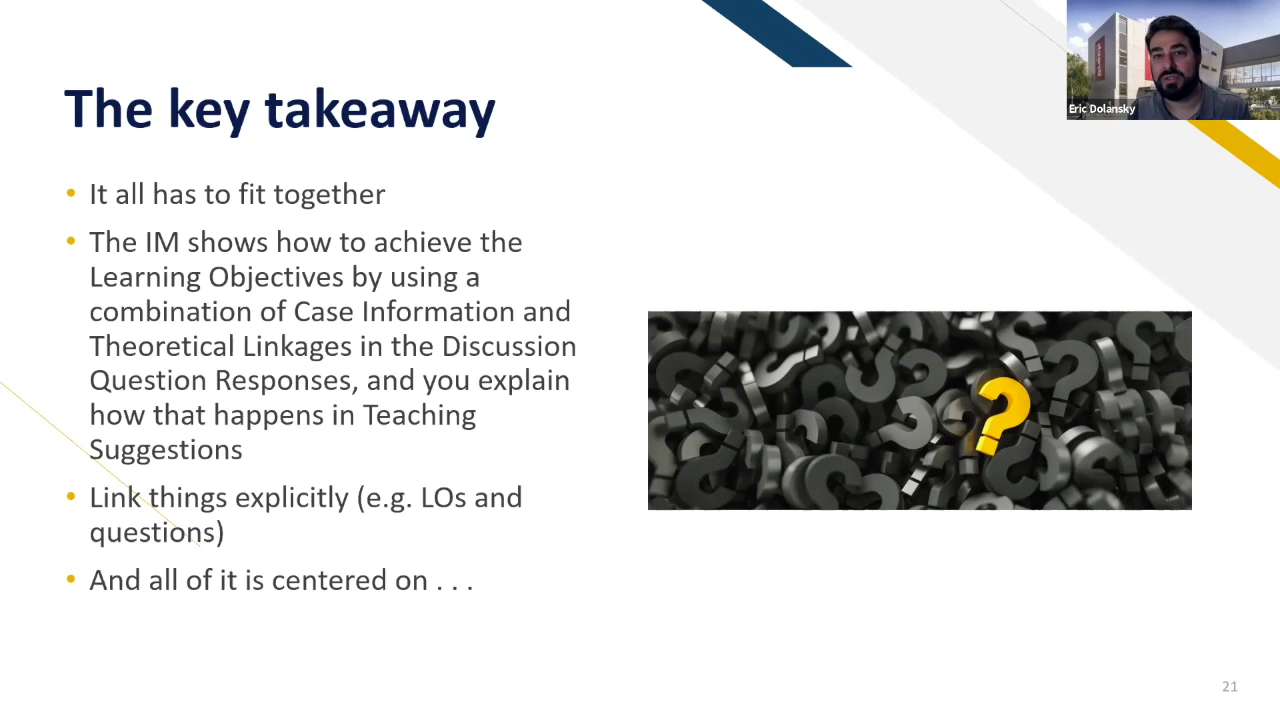 Eric Dolansky
The key takeaway
• It all has to fit together
• The IM shows how to achieve the
Learning Objectives by using a
combination of Case Information and
Theoretical Linkages in the Discussion
Question Responses, and you explain
how that happens in Teaching
Suggestions
• Link things explicitly (e.g. LOs and
questions)
• And all of it is centered on . . .
21